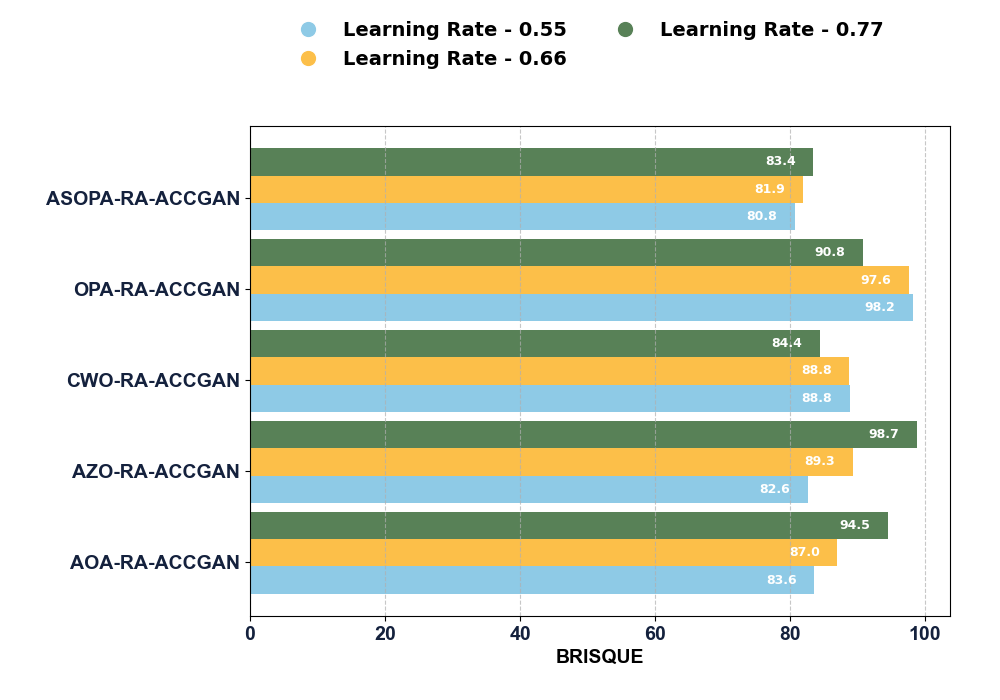 Learning Rate - 0.55
Learning Rate - 0.66
Learning Rate - 0.77
ASOPA-RA-ACCGAN
83.4
81.9
80.8
OPA-RA-ACCGAN
90.8
97.6
98.2
CWO-RA-ACCGAN
84.4
88.8
88.8
AZO-RA-ACCGAN
98.7
89.3
82.6
AOA-RA-ACCGAN
94.5
87.0
83.6
0 20 40 60 80 100
BRISQUE